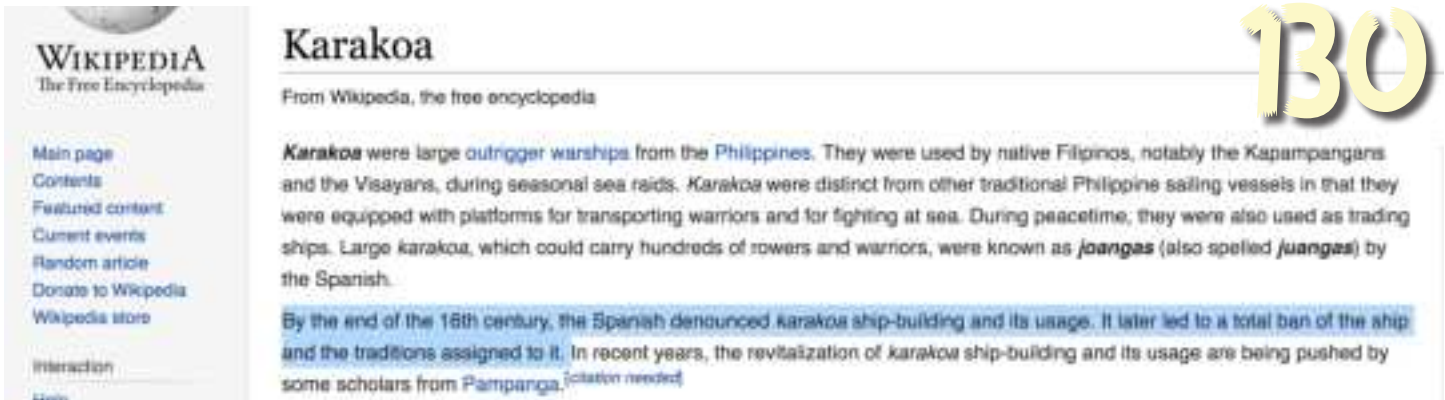 130
WIKIPEDIA
The Free Encyclopedia
Main page
Contents
Featured content
Current events
Random article
Donate to Wikipedia
Wikipedia store
Interaction
Help
Karakoa
From Wikipedia, the free encyclopedia
Karakoa were large outrigger warships from the Philippines. They were used by native Filipinos, notably the Kapampangans
and the Visayans, during seasonal sea raids. Karakoa were distinct from other traditional Philippine sailing vessels in that they
were equipped with platforms for transporting warriors and for fighting at sea. During peacetime, they were also used as trading
ships. Large karakoa, which could carry hundreds of rowers and warriors, were known as joangas (also spelled juangas) by
the Spanish.
By the end of the 16th century, the Spanish denounced karakoa ship-building and its usage. It later led to a total ban of the ship
and the traditions assigned to it. In recent years, the revitalization of karakoa ship-building and its usage are being pushed by
some scholars from Pampanga.[citation needed]